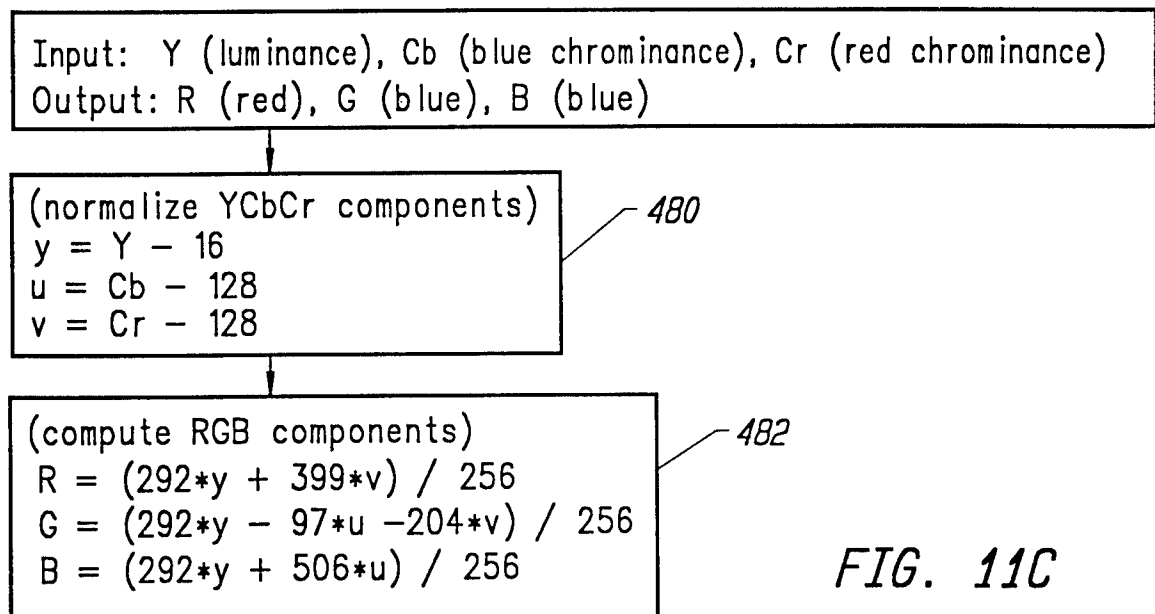 Input: Y (luminance), Cb (blue chrominance), Cr (red chrominance)
Output: R (red), G (blue), B (blue)
(normalize YCbCr components)
y = Y - 16
u = Cb - 128
v = Cr - 128
480
(compute RGB components)
R = (292*y + 399*v) / 256
G = (292*y - 97*u -204*v) / 256
B = (292*y + 506*u) / 256
482
FIG. 11C